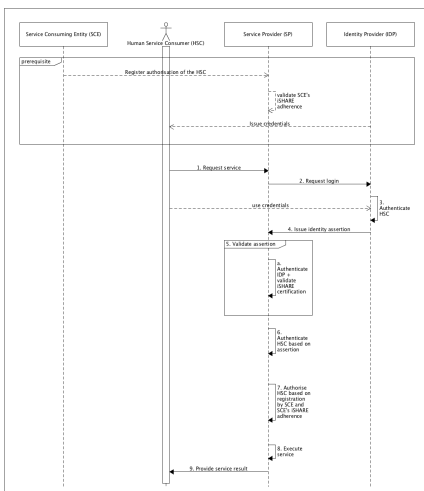 Service Consuming Entity (SCE)
Human Service Consumer (HSC)
Service Provider (SP)
Identity Provider (IDP)
prerequisite
Register authorisation of the HSC
validate SCE's
iSHARE
adherence
Issue credentials
1. Request service
2. Request login
use credentials
3.
Authenticate
HSC
4. Issue identity assertion
5. Validate assertion
a.
Authenticate
IDP +
validate
iSHARE
certification
6.
Authenticate
HSC based on
assertion
7. Authorise
HSC based on
registration
by SCE and
SCE's iSHARE
adherence
8. Execute
service
9. Provide service result